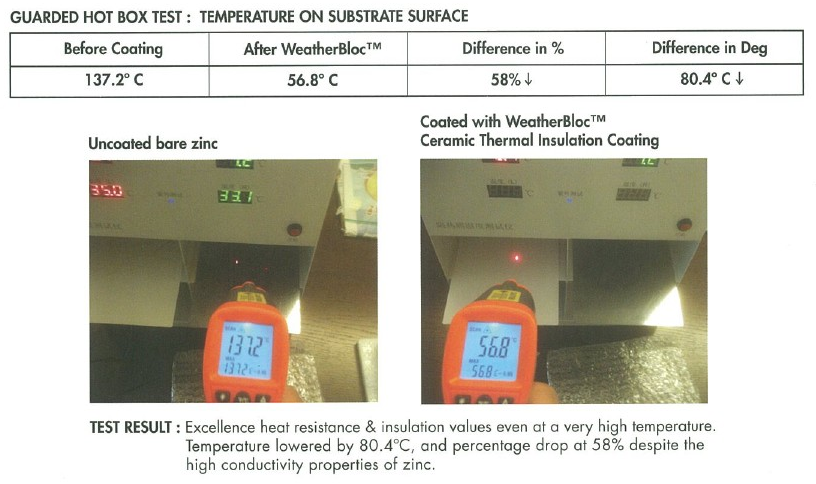 GUARDED HOT BOX TEST : TEMPERATURE ON SUBSTRATE SURFACE
Before Coating After WeatherBloc™ Difference in % Difference in Deg
137.2° C 56.8° C 58% ↓ 80.4° C ↓
Uncoated bare zinc
Coated with WeatherBloc™
Ceramic Thermal Insulation Coating
35.0 33.1
137.2
MAX
137.2
56.8
MAX
56.8
TEST RESULT : Excellence heat resistance & insulation values even at a very high temperature.
Temperature lowered by 80.4°C, and percentage drop at 58% despite the
high conductivity properties of zinc.